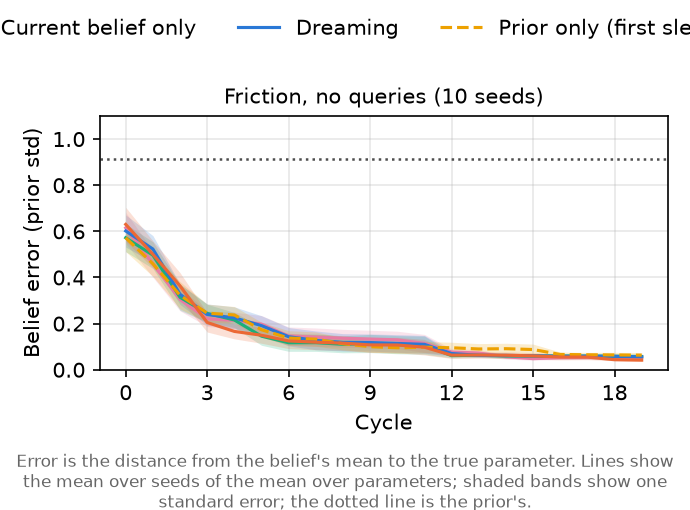 Current belief only Dreaming Prior only (first sle
Friction, no queries (10 seeds)
Belief error (prior std)
1.0
0.8
0.6
0.4
0.2
0.0
0 3 6 9 12 15 18
Cycle
Error is the distance from the belief's mean to the true parameter. Lines show
the mean over seeds of the mean over parameters; shaded bands show one
standard error; the dotted line is the prior's.